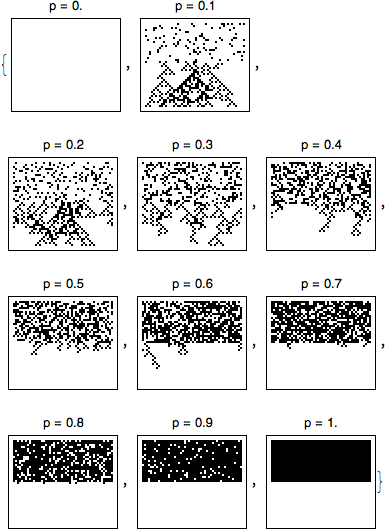 p = 0. p = 0.1
{ , ,
p = 0.2 p = 0.3 p = 0.4
, , ,
p = 0.5 p = 0.6 p = 0.7
, , ,
p = 0.8 p = 0.9 p = 1.
, , }